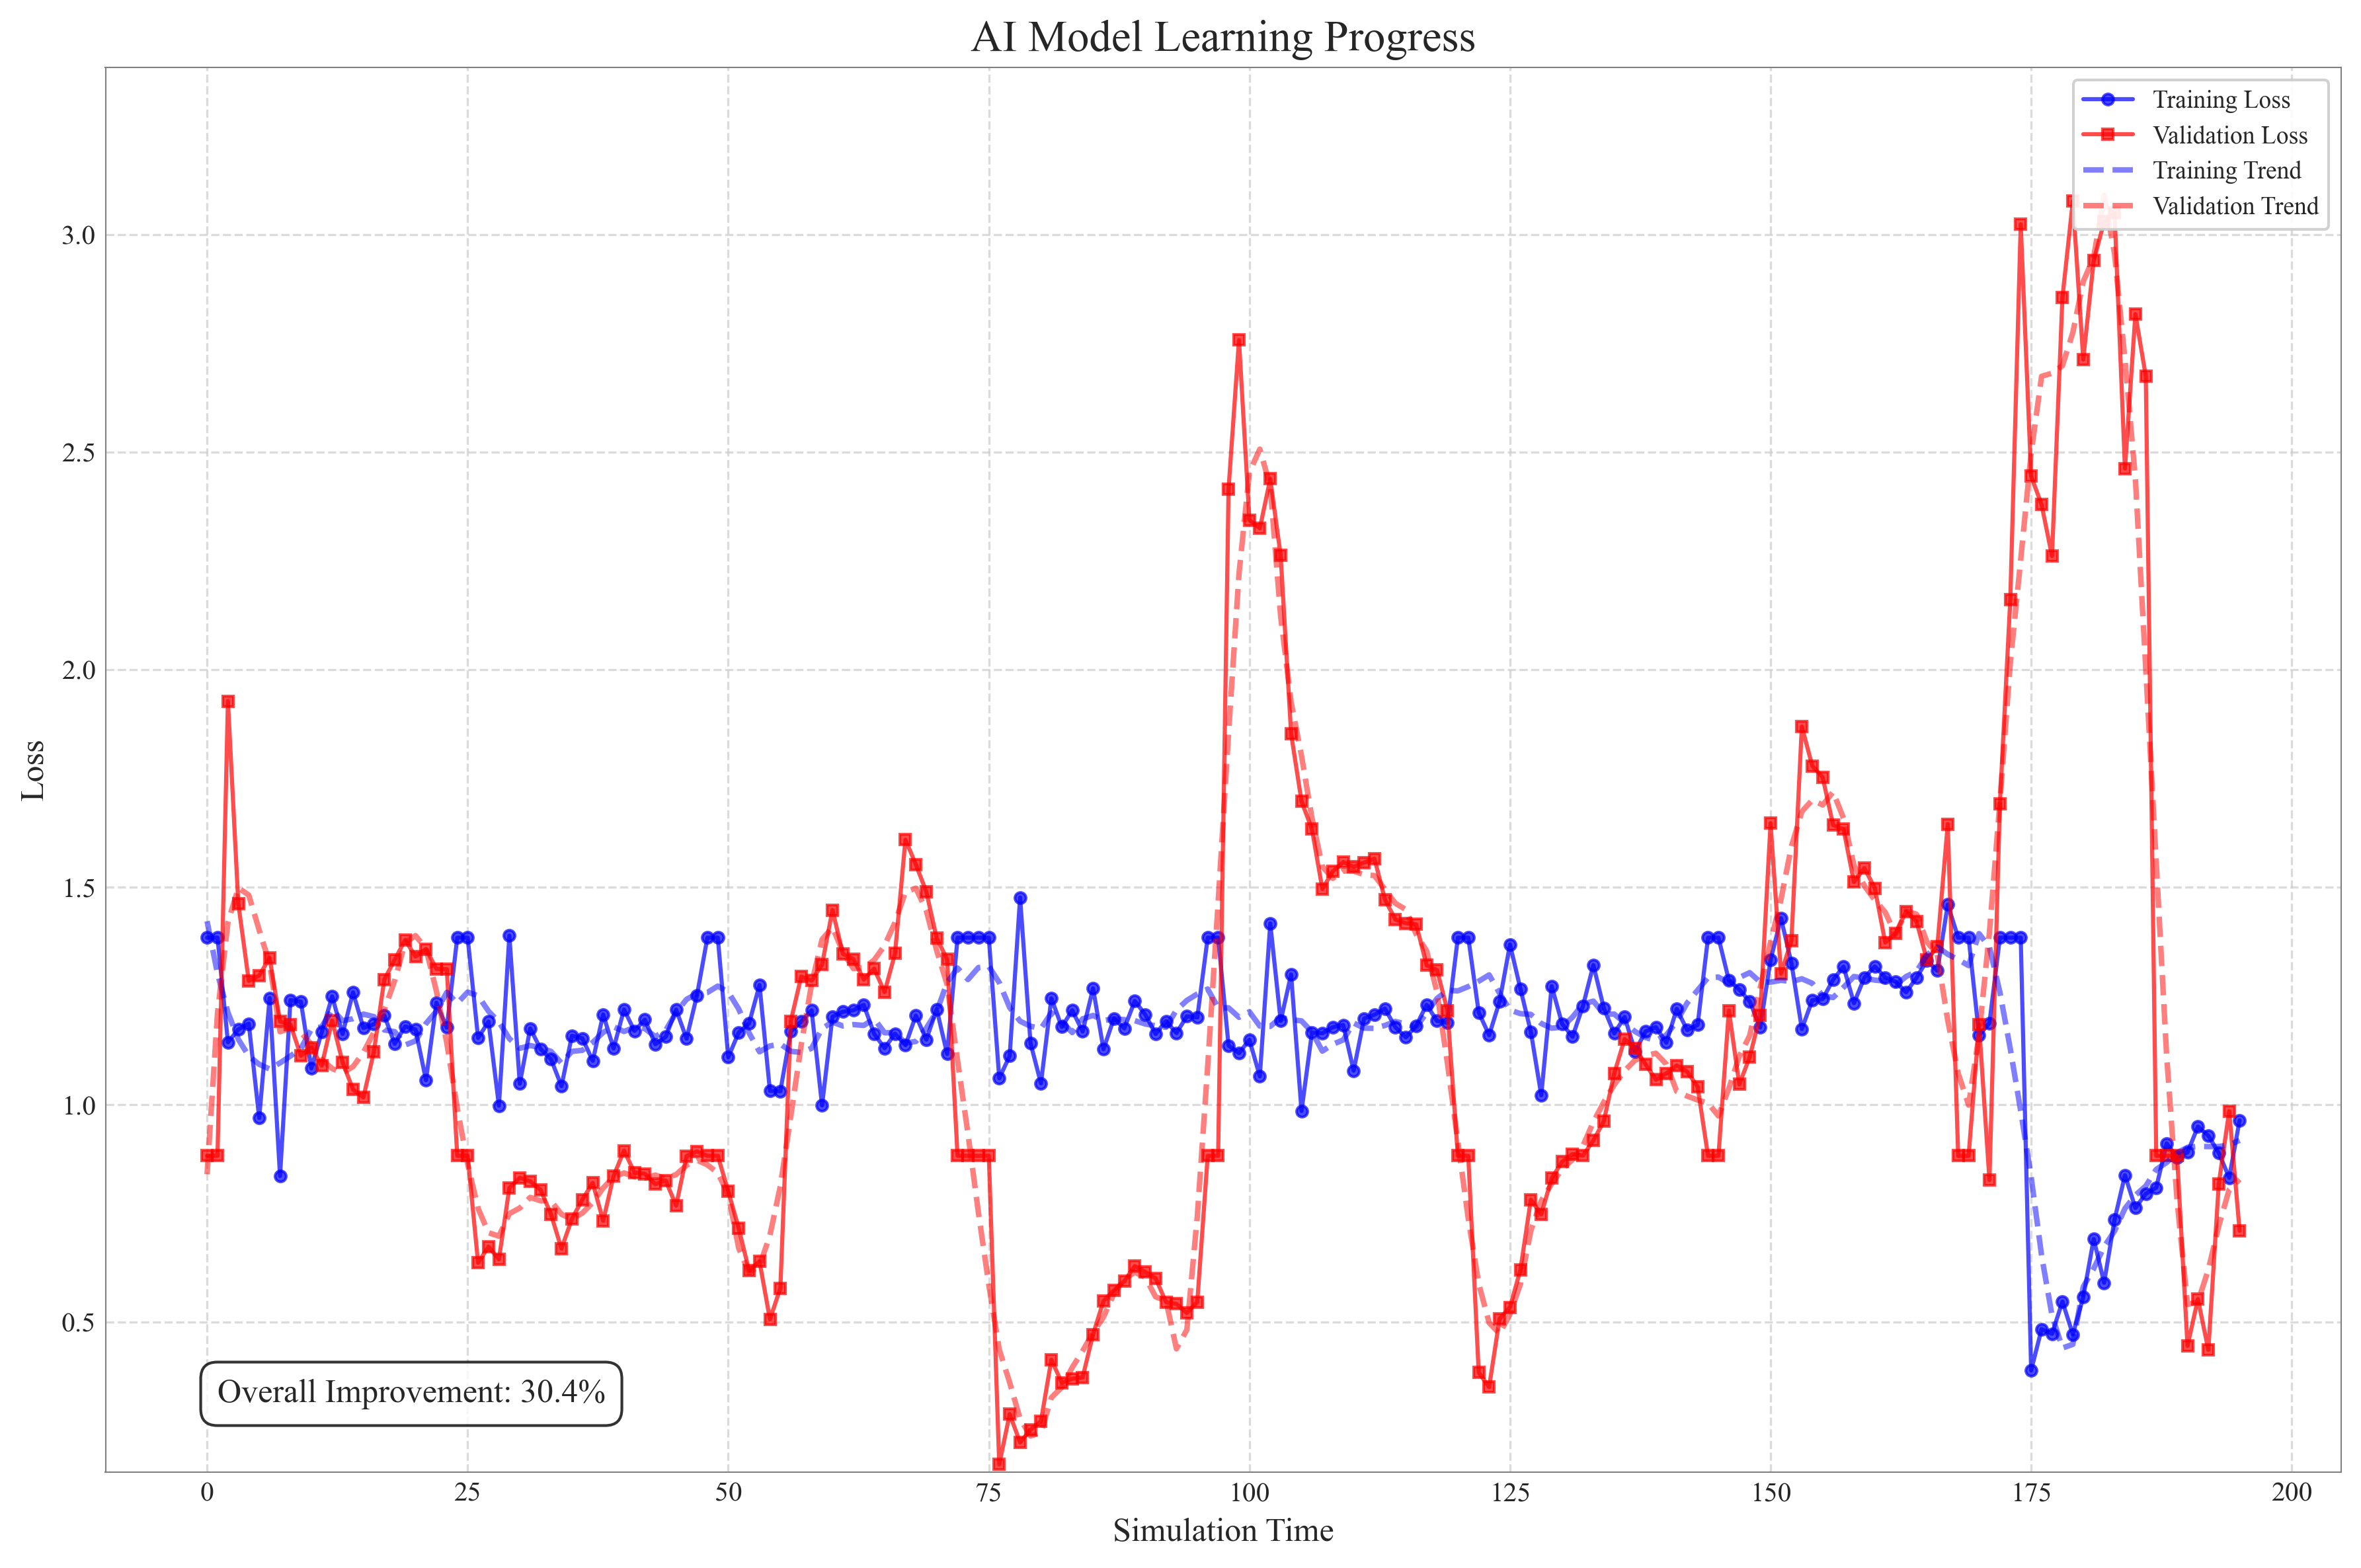 AI Model Learning Progress
Training Loss
Validation Loss
Training Trend
Validation Trend
3.0
2.5
2.0
1.5
1.0
0.5
Loss
Overall Improvement: 30.4%
0 25 50 75 100 125 150 175 200
Simulation Time